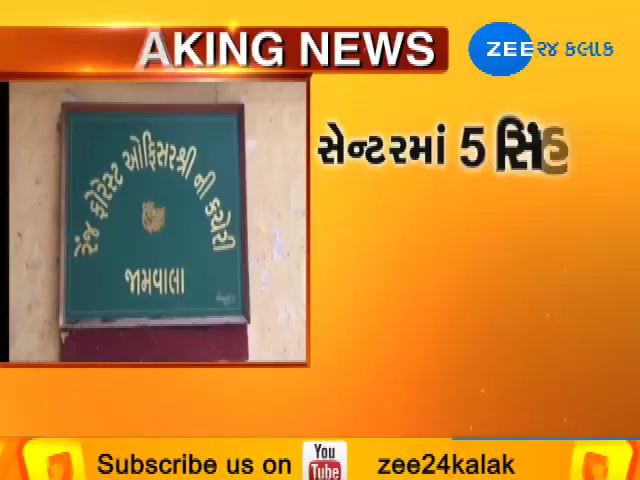 AKING NEWS
ZEE ૨૪ કલાક
સેન્ટરમાં 5 સિંહ
રેંજ ફોરેસ્ટ ઓફિસરશ્રી ની કચેરી
જામવાલા
Subscribe us on You Tube zee24kalak